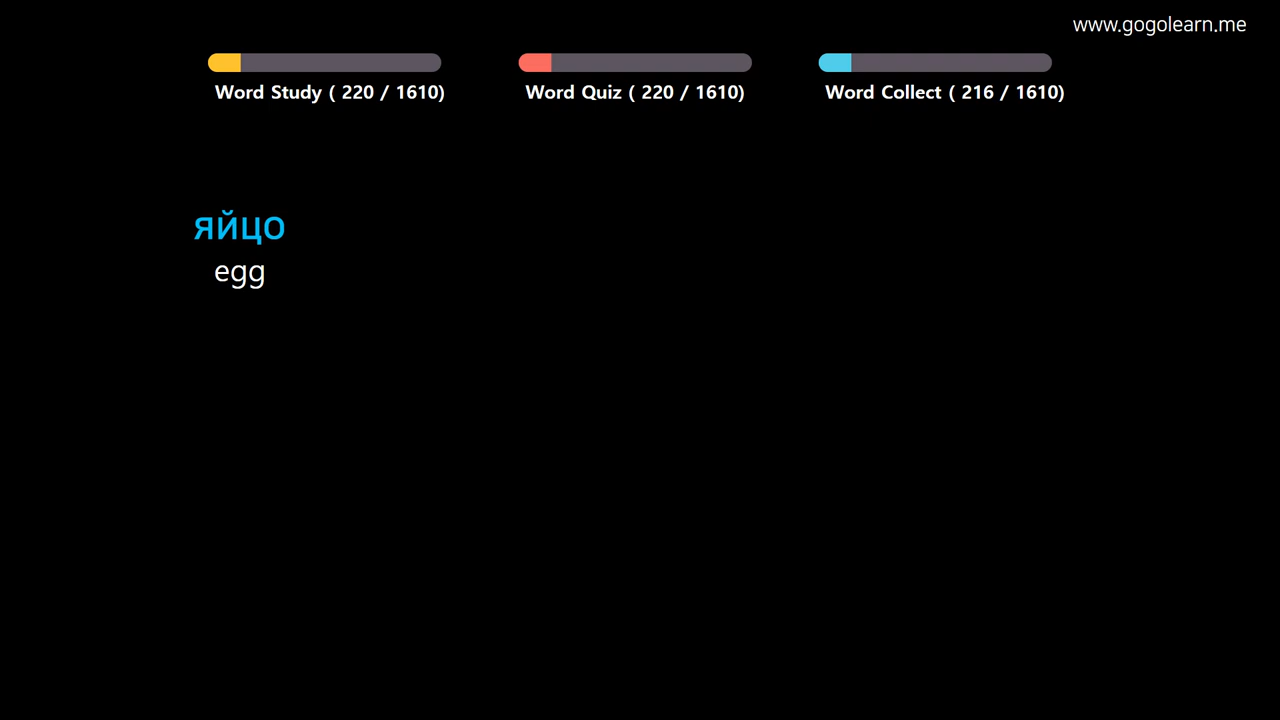 www.gogolearn.me
Word Study ( 220 / 1610)
Word Quiz ( 220 / 1610)
Word Collect ( 216 / 1610)
яйцо
egg